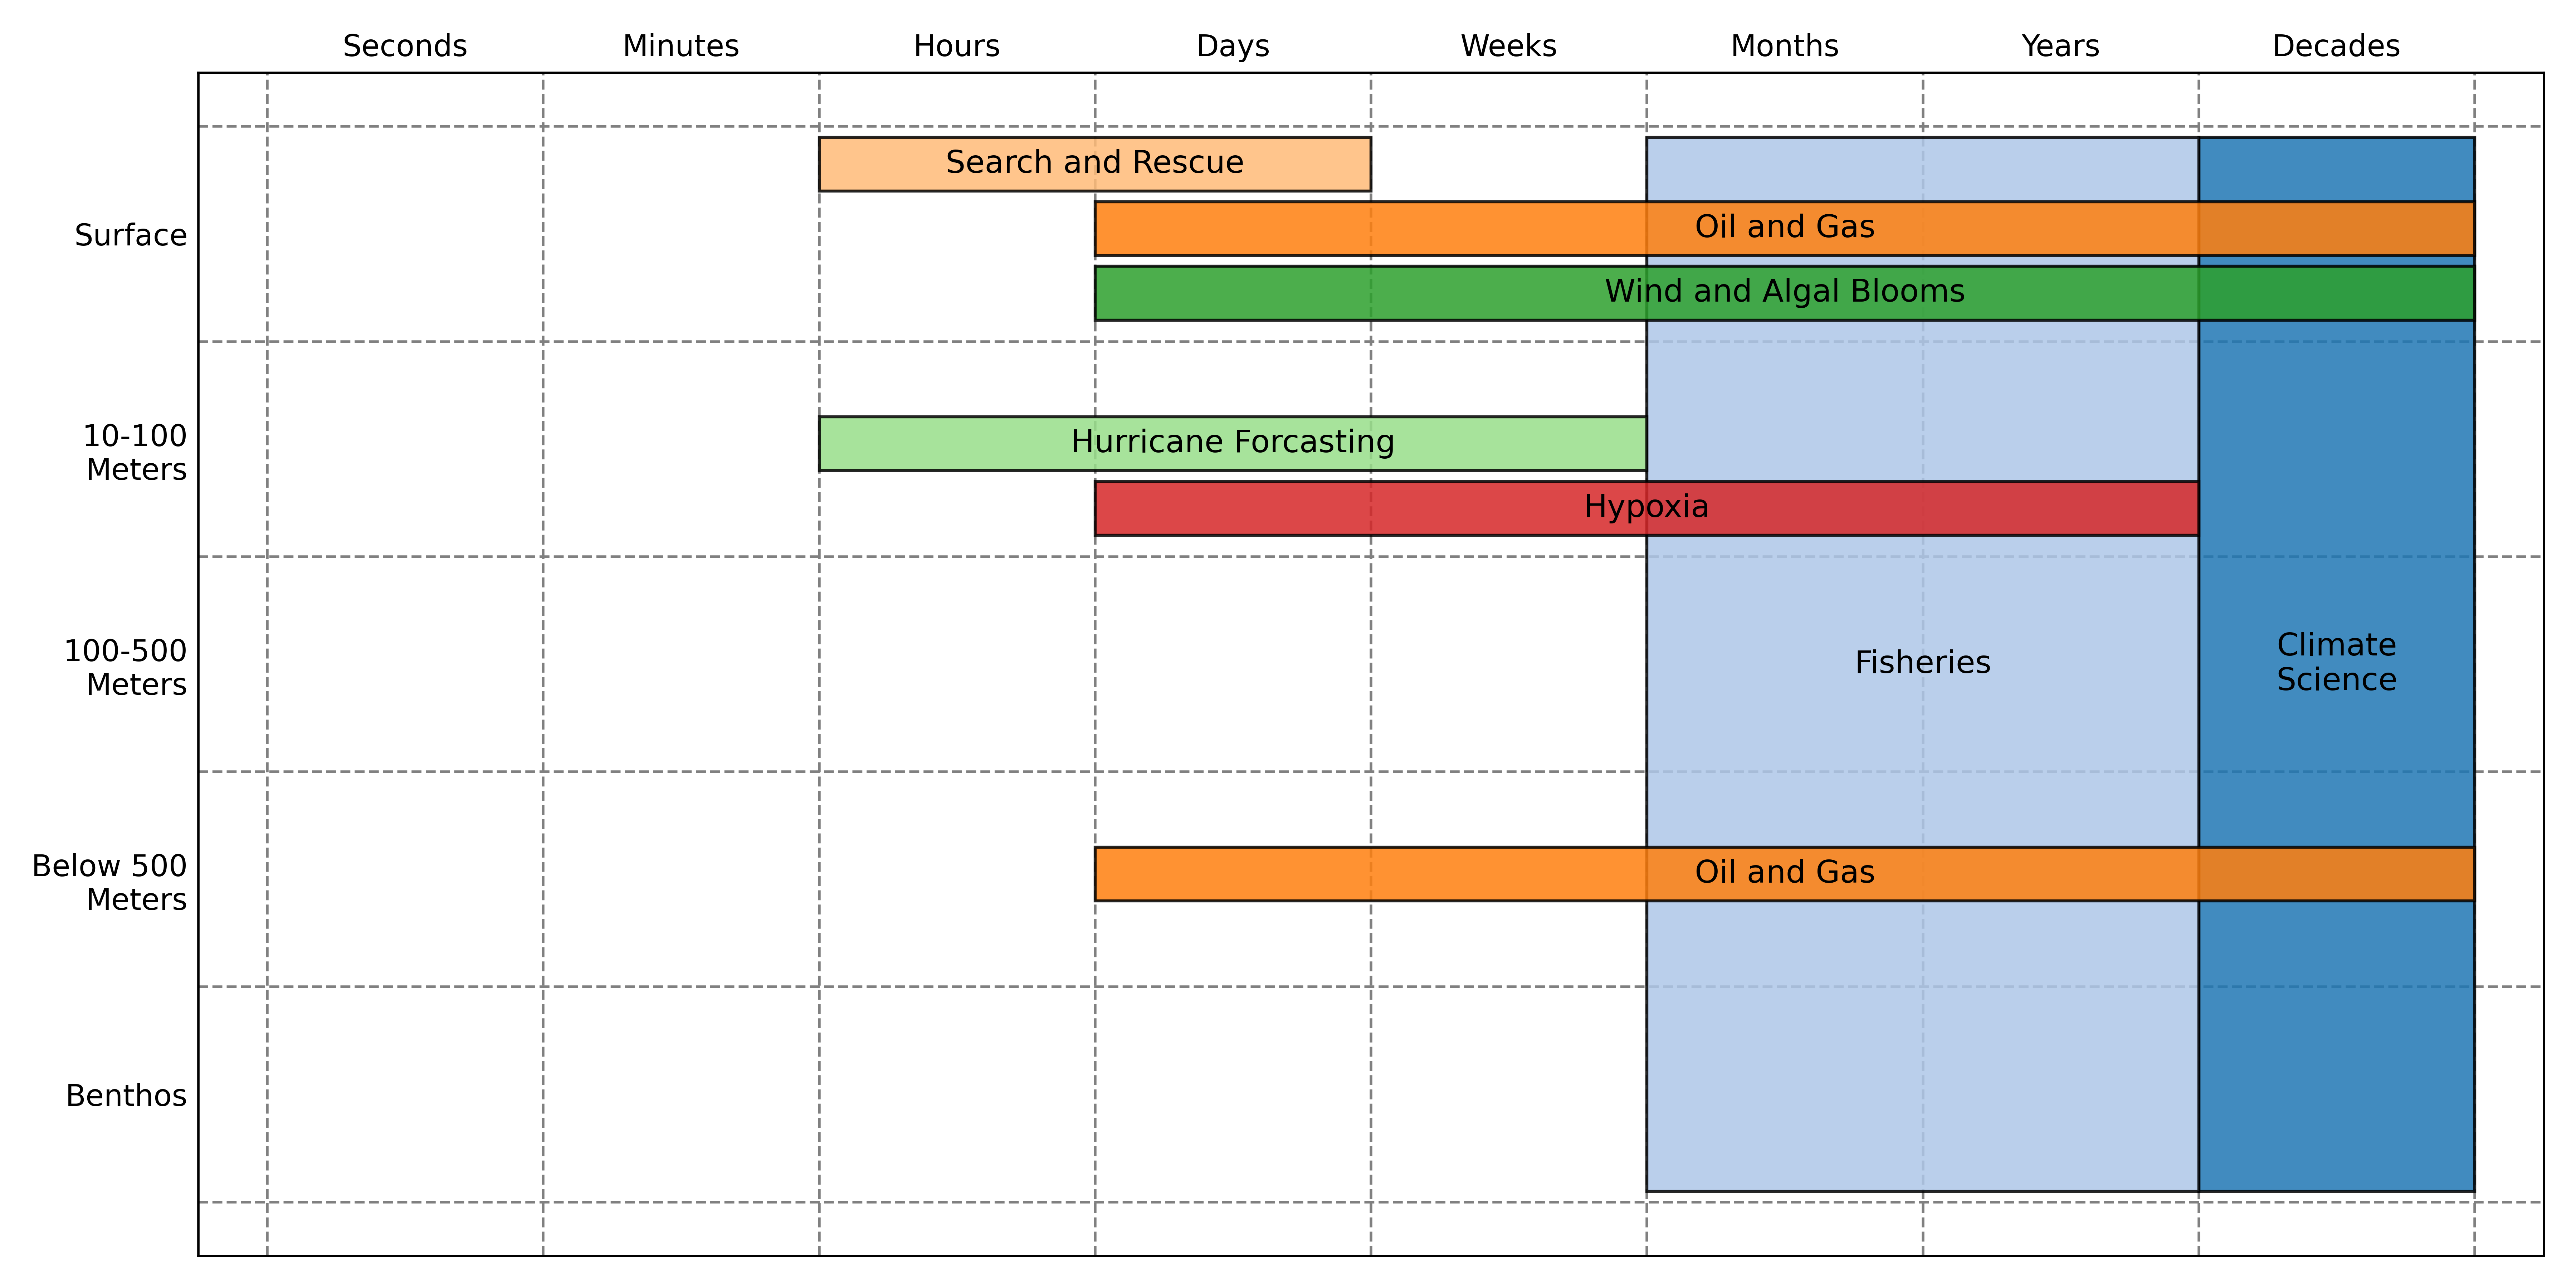 Seconds Minutes Hours Days Weeks Months Years Decades
Search and Rescue
Surface
Oil and Gas
Wind and Algal Blooms
10-100
Meters
Hurricane Forcasting
Hypoxia
100-500
Meters
Fisheries
Climate
Science
Below 500
Meters
Oil and Gas
Benthos